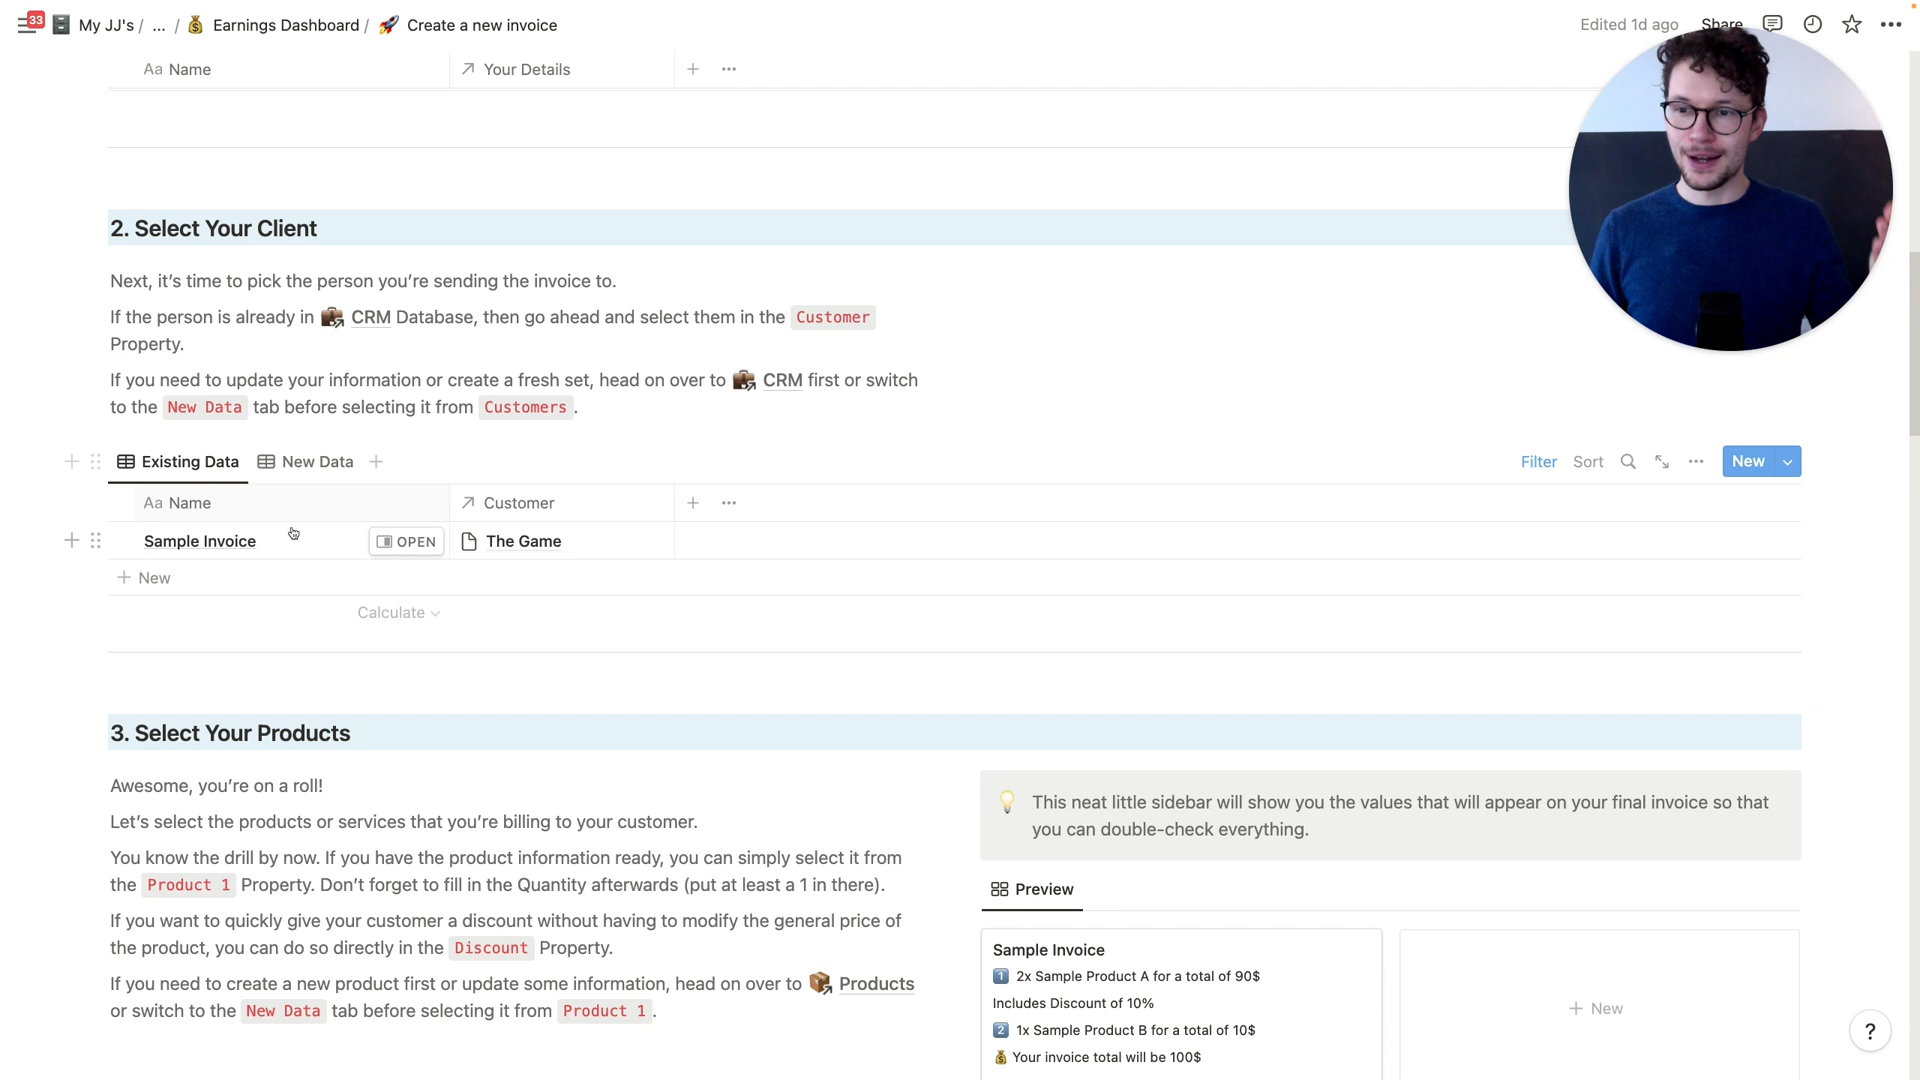 33 My JJ's / ... / Earnings Dashboard / Create a new invoice Edited 1d ago Share
Aa Name Your Details
2. Select Your Client
Next, it's time to pick the person you're sending the invoice to.
If the person is already in CRM Database, then go ahead and select them in the Customer
Property.
If you need to update your information or create a fresh set, head on over to CRM first or switch
to the New Data tab before selecting it from Customers .
Existing Data New Data Filter Sort New
Aa Name Customer
Sample Invoice OPEN The Game
New
Calculate
3. Select Your Products
Awesome, you're on a roll!
Let's select the products or services that you're billing to your customer.
You know the drill by now. If you have the product information ready, you can simply select it from
the Product 1 Property. Don't forget to fill in the Quantity afterwards (put at least a 1 in there).
If you want to quickly give your customer a discount without having to modify the general price of
the product, you can do so directly in the Discount Property.
If you need to create a new product first or update some information, head on over to Products
or switch to the New Data tab before selecting it from Product 1 .
This neat little sidebar will show you the values that will appear on your final invoice so that
you can double-check everything.
Preview
Sample Invoice
1 2x Sample Product A for a total of 90$
Includes Discount of 10%
2 1x Sample Product B for a total of 10$
Your invoice total will be 100$
New
?